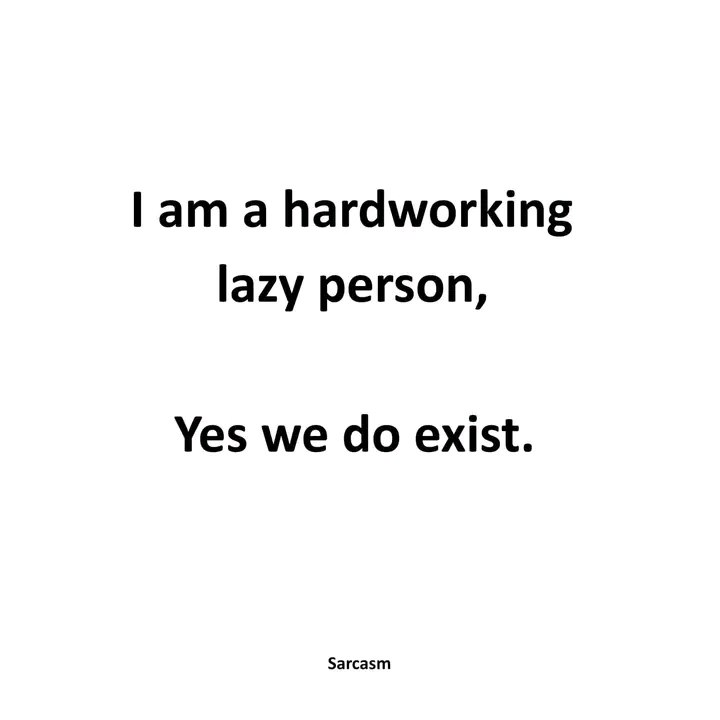 I am a hardworking
lazy person,
Yes we do exist.
Sarcasm